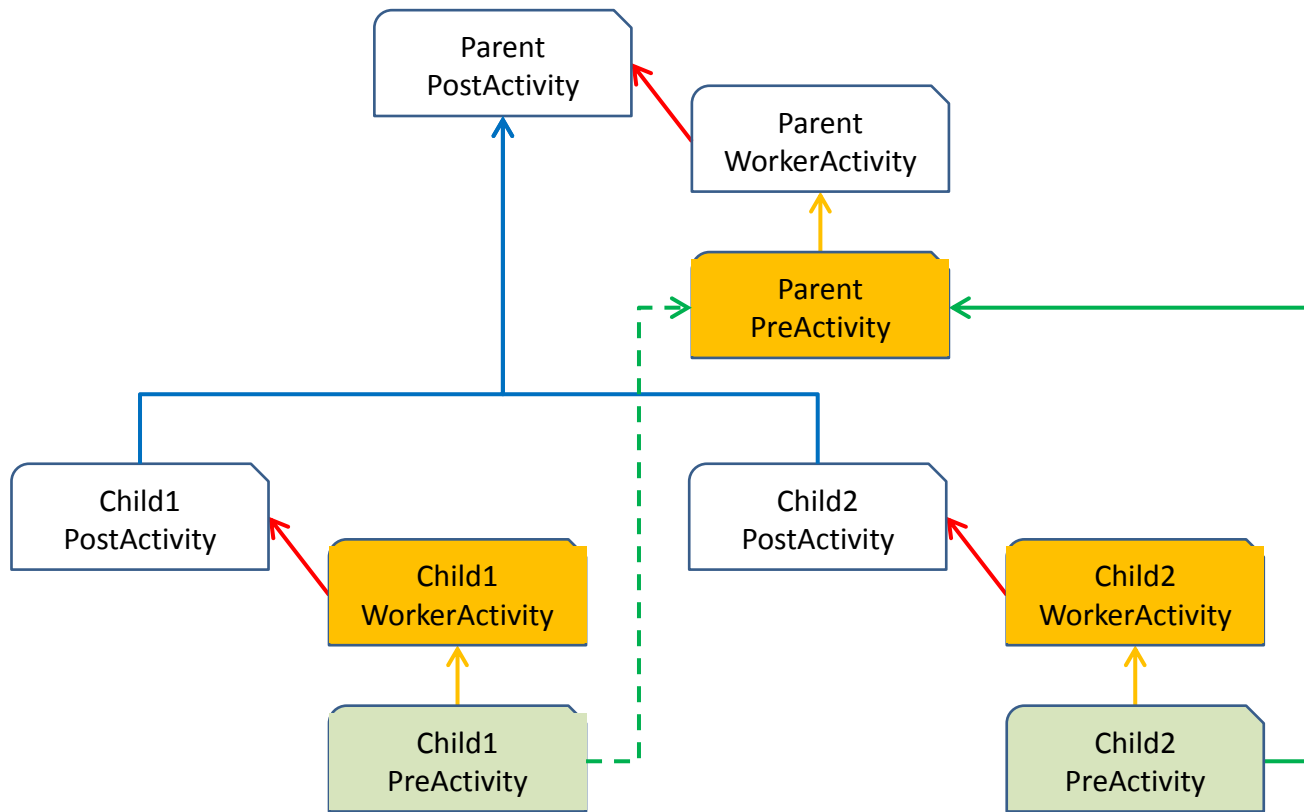 Parent
PostActivity
Parent
WorkerActivity
Parent
PreActivity
Child1
PostActivity
Child2
PostActivity
Child1
WorkerActivity
Child2
WorkerActivity
Child1
PreActivity
Child2
PreActivity